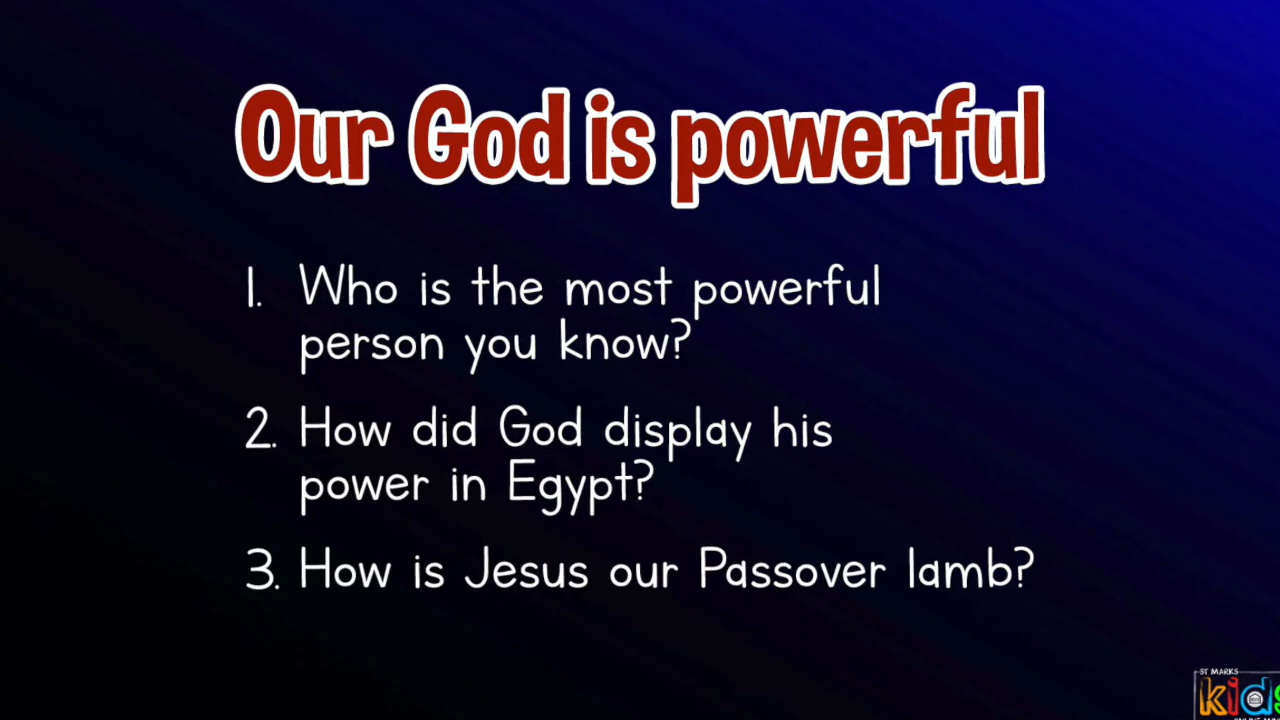 Our God is powerful
1. Who is the most powerful
person you know?
2. How did God display his
power in Egypt?
3. How is Jesus our Passover lamb?
ST MARKS
kids